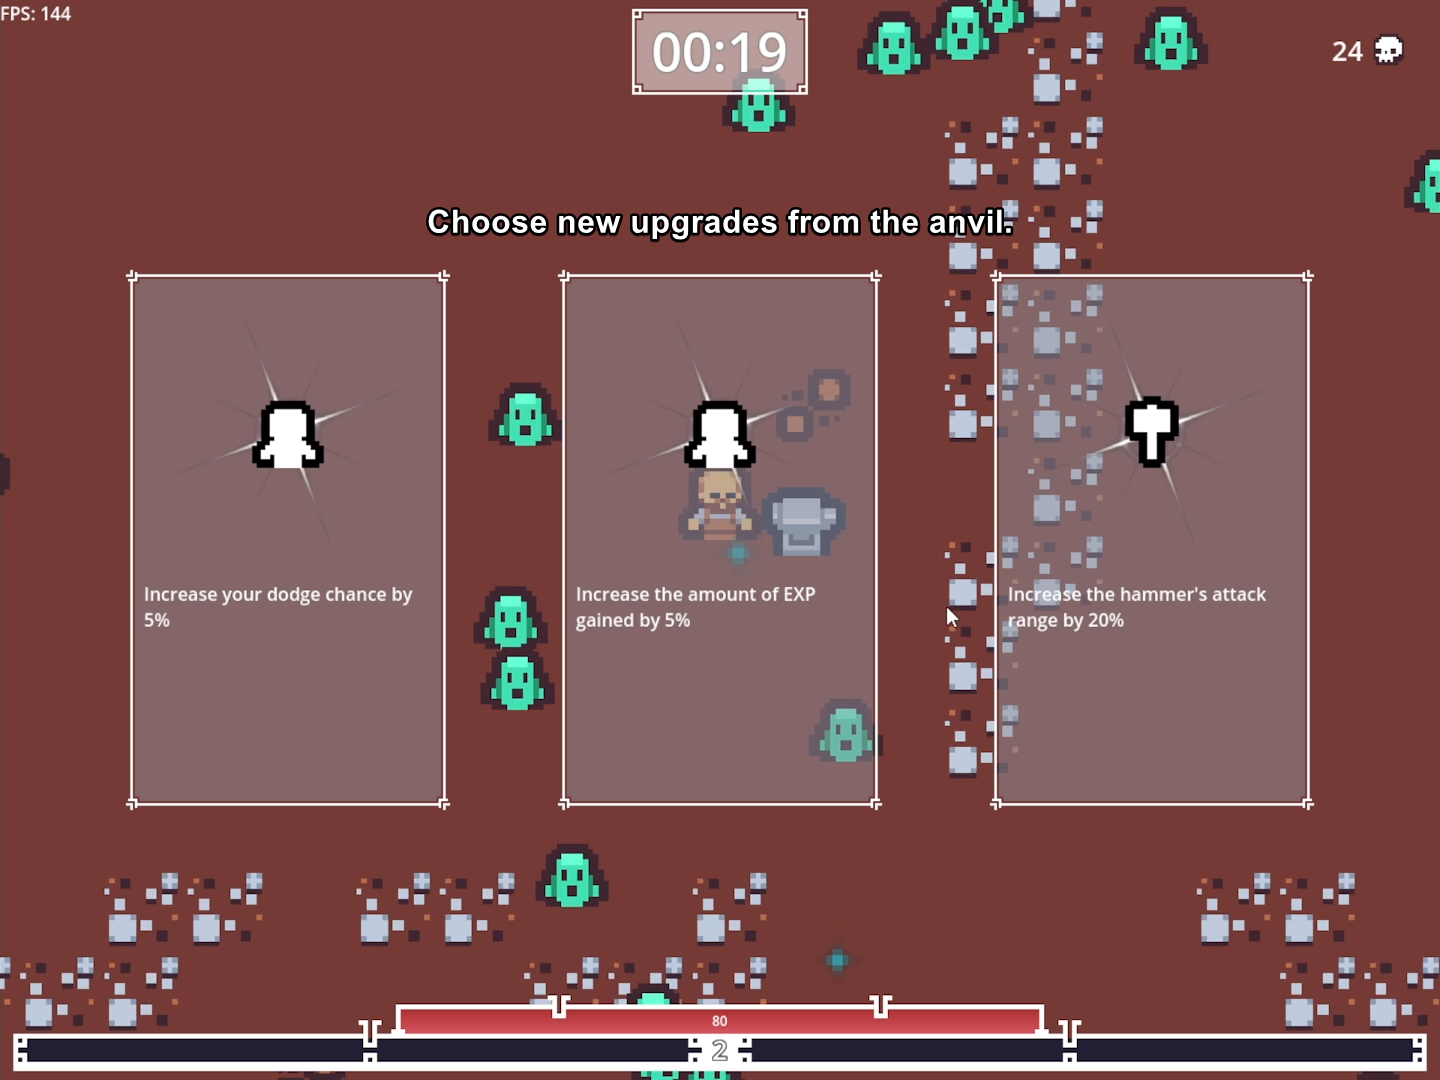 FPS: 144
00:19
24
Choose new upgrades from the anvil.
Increase your dodge chance by
5%
Increase the amount of EXP
gained by 5%
Increase the hammer's attack
range by 20%
80
2